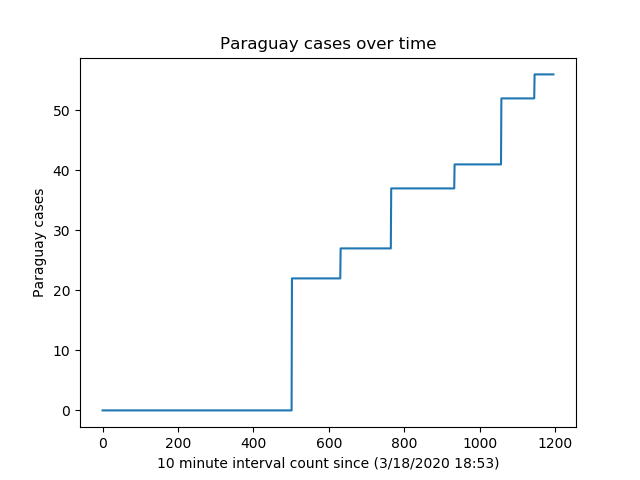 Paraguay cases over time
Paraguay cases
50
40
30
20
10
0
0 200 400 600 800 1000 1200
10 minute interval count since (3/18/2020 18:53)